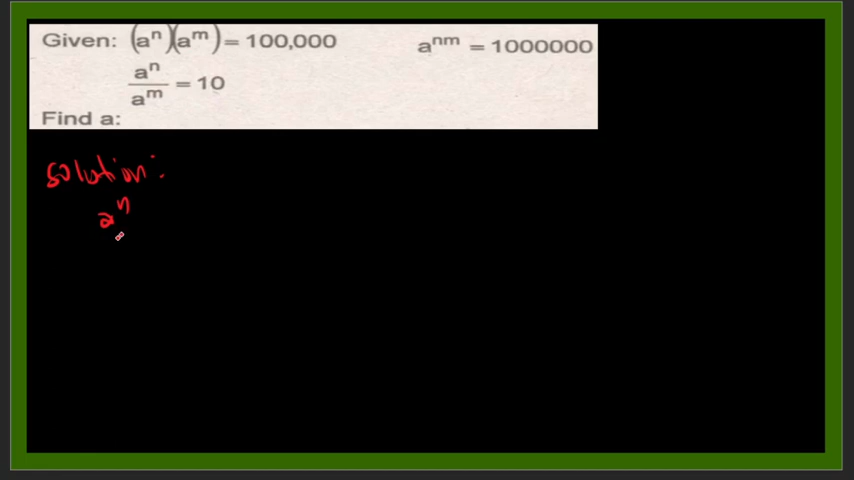 Given: (aⁿ)(aᵐ) = 100,000 aⁿᵐ = 1000000
aⁿ/aᵐ = 10
Find a:
Solution:
aⁿ